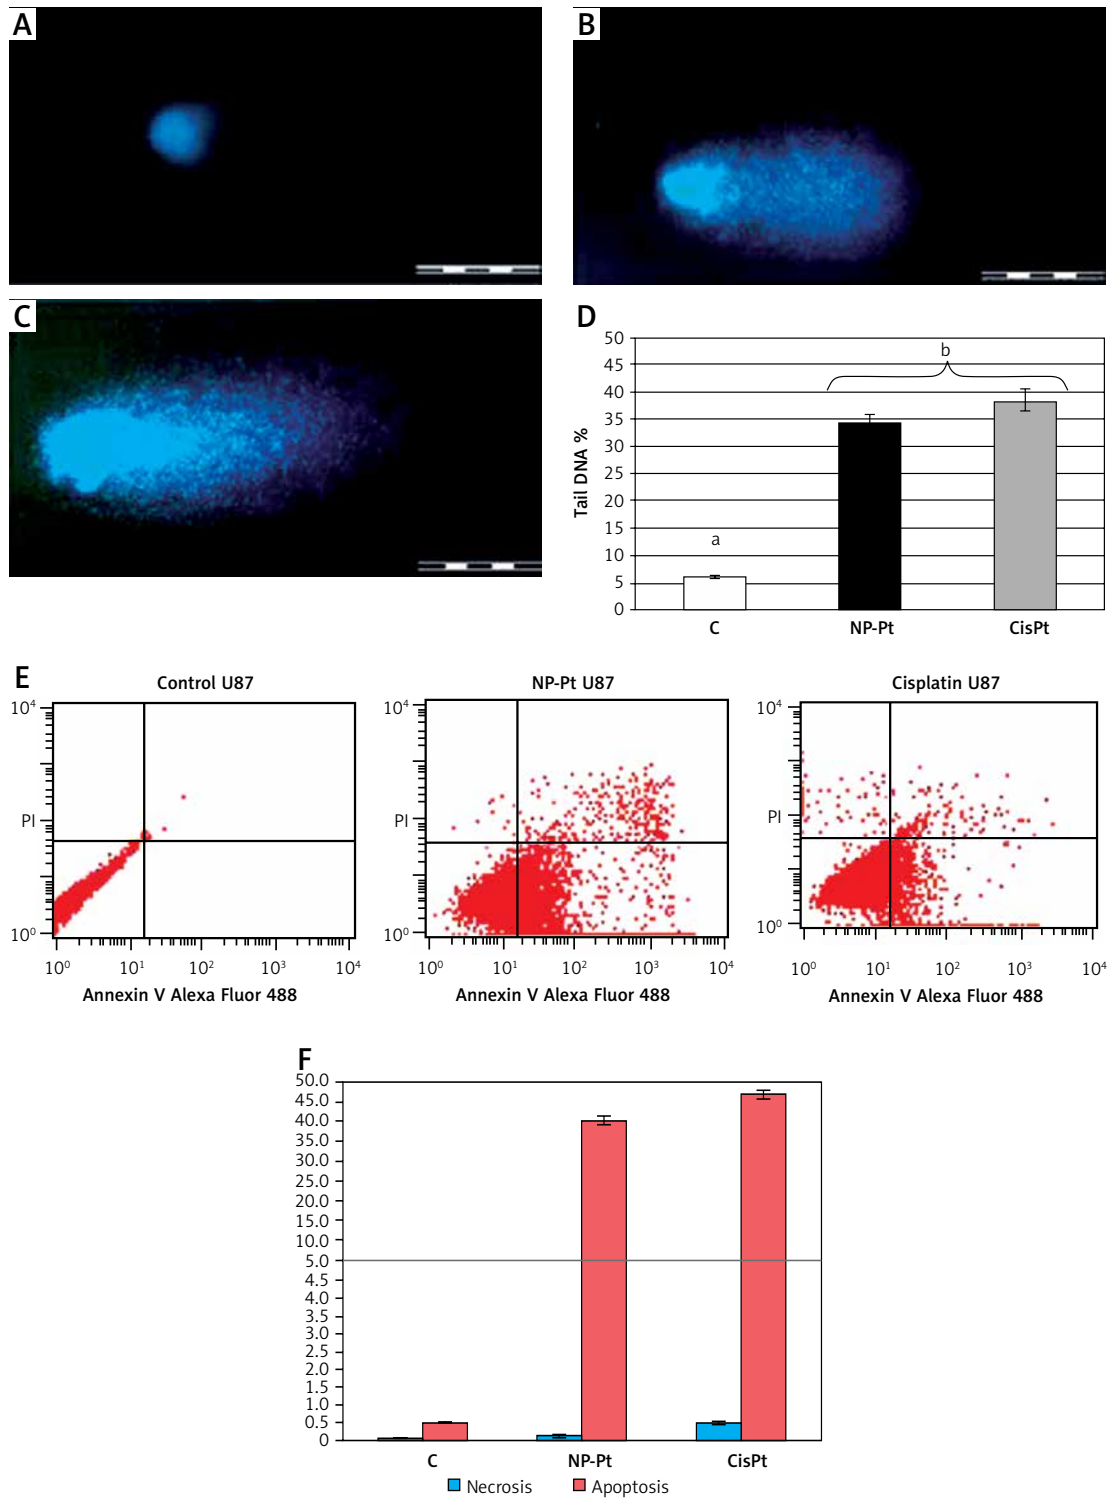 A
B
C
D
50
45
40
35
30
25
20
15
10
5
0
Tail DNA %
a
b
C NP-Pt CisPt
E
Control U87
10⁴
PI
10⁰
10⁰ 10¹ 10² 10³ 10⁴
Annexin V Alexa Fluor 488
NP-Pt U87
10⁴
PI
10⁰
10⁰ 10¹ 10² 10³ 10⁴
Annexin V Alexa Fluor 488
Cisplatin U87
10⁴
PI
10⁰
10⁰ 10¹ 10² 10³ 10⁴
Annexin V Alexa Fluor 488
F
50.0
45.0
40.0
35.0
30.0
25.0
20.0
15.0
10.0
5.0
4.5
4.0
3.5
3.0
2.5
2.0
1.5
1.0
0.5
0
C NP-Pt CisPt
Necrosis Apoptosis